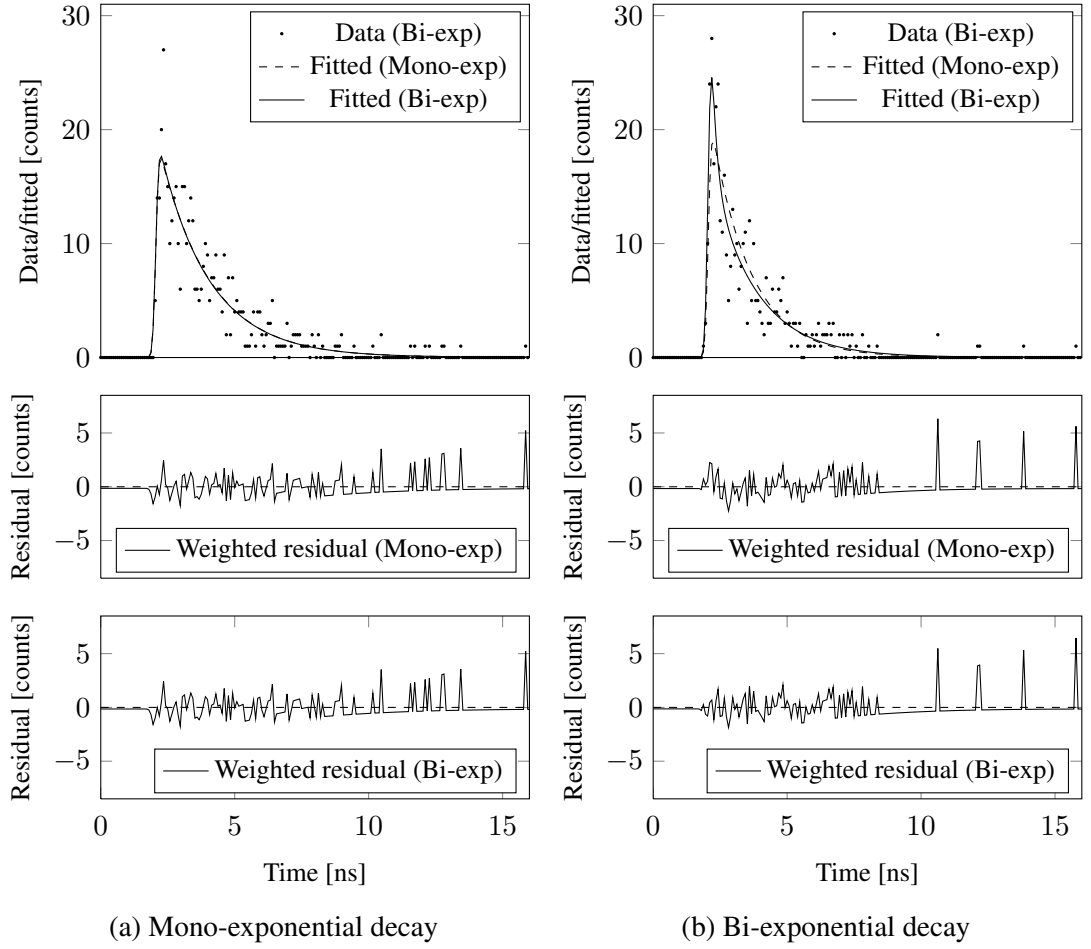 30
20
10
0
Data/fitted [counts]
Data (Bi-exp)
Fitted (Mono-exp)
Fitted (Bi-exp)
5
0
−5
Residual [counts]
Weighted residual (Mono-exp)
5
0
−5
Residual [counts]
Weighted residual (Bi-exp)
0 5 10 15
Time [ns]
(a) Mono-exponential decay
30
20
10
0
Data/fitted [counts]
Data (Bi-exp)
Fitted (Mono-exp)
Fitted (Bi-exp)
5
0
−5
Residual [counts]
Weighted residual (Mono-exp)
5
0
−5
Residual [counts]
Weighted residual (Bi-exp)
0 5 10 15
Time [ns]
(b) Bi-exponential decay